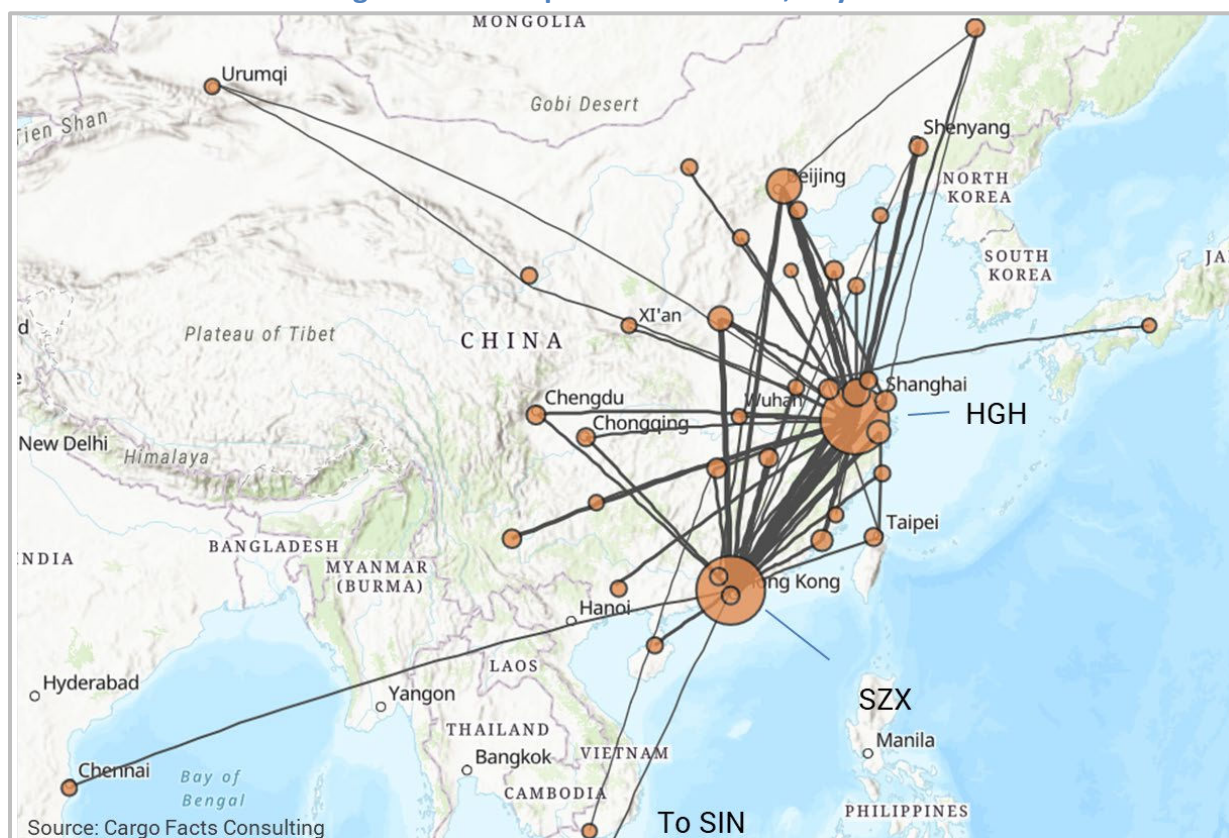 MONGOLIA
Urumqi
Gobi Desert
Tien Shan
Shenyang
Beijing
NORTH
KOREA
SOUTH
KOREA
JA
XI'an
Plateau of Tibet
CHINA
Chengdu
Wuhan
Shanghai
HGH
Chongqing
New Delhi
Himalaya
Taipei
BANGLADESH
INDIA
MYANMAR
(BURMA)
ong Kong
Hanoi
LAOS
Hyderabad
Yangon
SZX
THAILAND
Manila
Bangkok
VIETNAM
Chennai
Bay of
Bengal
CAMBODIA
PHILIPPINES
To SIN
Source: Cargo Facts Consulting